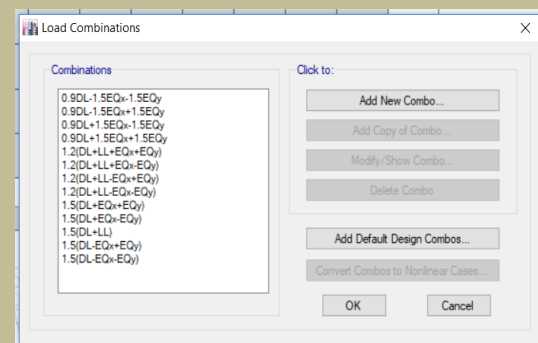 Load Combinations
Combinations
0.9DL-1.5EQx-1.5EQy
0.9DL-1.5EQx+1.5EQy
0.9DL+1.5EQx-1.5EQy
0.9DL+1.5EQx+1.5EQy
1.2(DL+LL+EQx+EQy)
1.2(DL+LL+EQx-EQy)
1.2(DL+LL-EQx+EQy)
1.2(DL+LL-EQx-EQy)
1.5(DL+EQx+EQy)
1.5(DL+EQx-EQy)
1.5(DL+LL)
1.5(DL-EQx+EQy)
1.5(DL-EQx-EQy)
Click to:
Add New Combo...
Add Copy of Combo...
Modify/Show Combo...
Delete Combo
Add Default Design Combos...
Convert Combos to Nonlinear Cases...
OK
Cancel